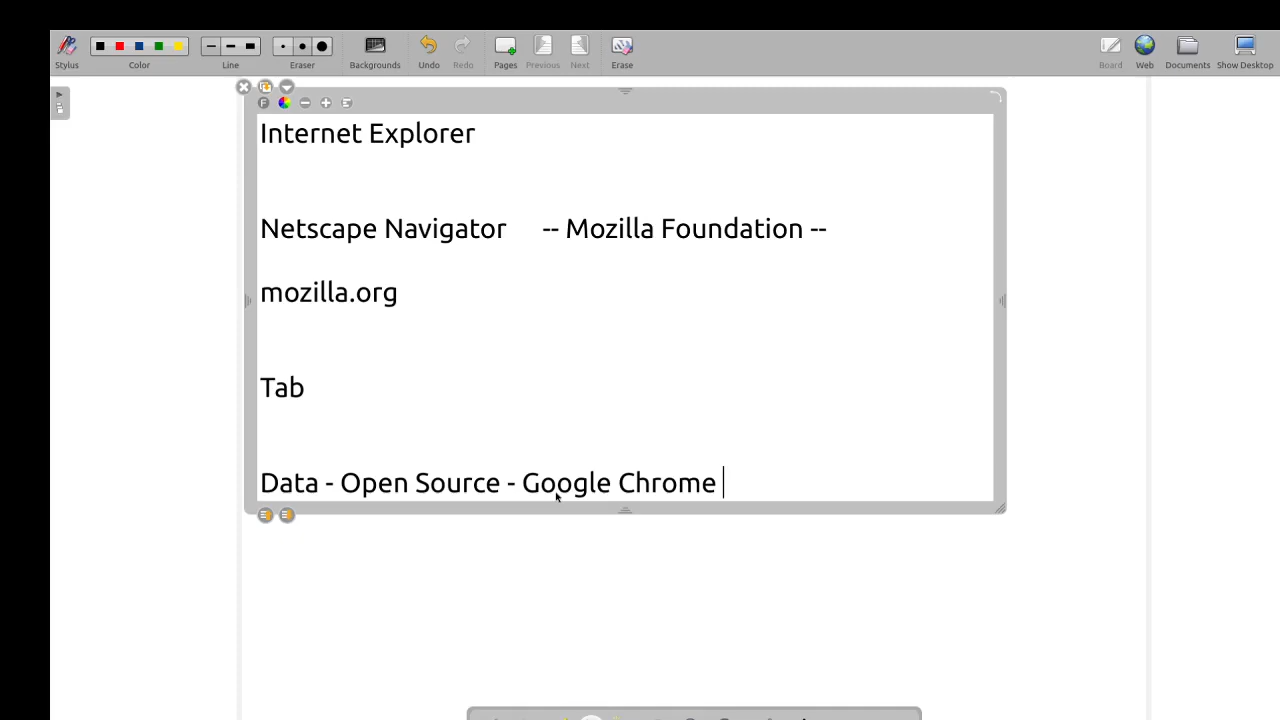 Stylus Color Line Eraser Backgrounds Undo Redo Pages Previous Next Erase Board Web Documents Show Desktop
Internet Explorer
Netscape Navigator -- Mozilla Foundation --
mozilla.org
Tab
Data - Open Source - Google Chrome